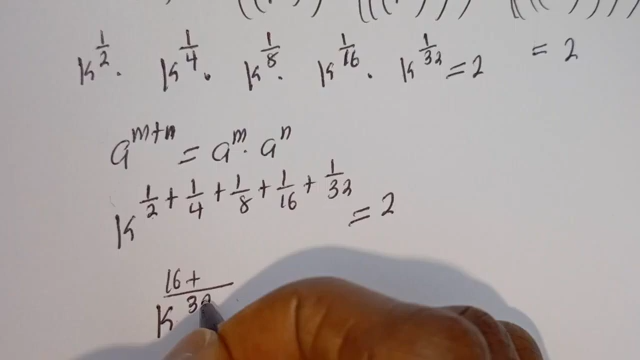 K^{1/2} · K^{1/4} · K^{1/8} · K^{1/16} · K^{1/32} = 2 = 2
a^{m+n} = a^m · a^n
K^{1/2 + 1/4 + 1/8 + 1/16 + 1/32} = 2
16 +
K